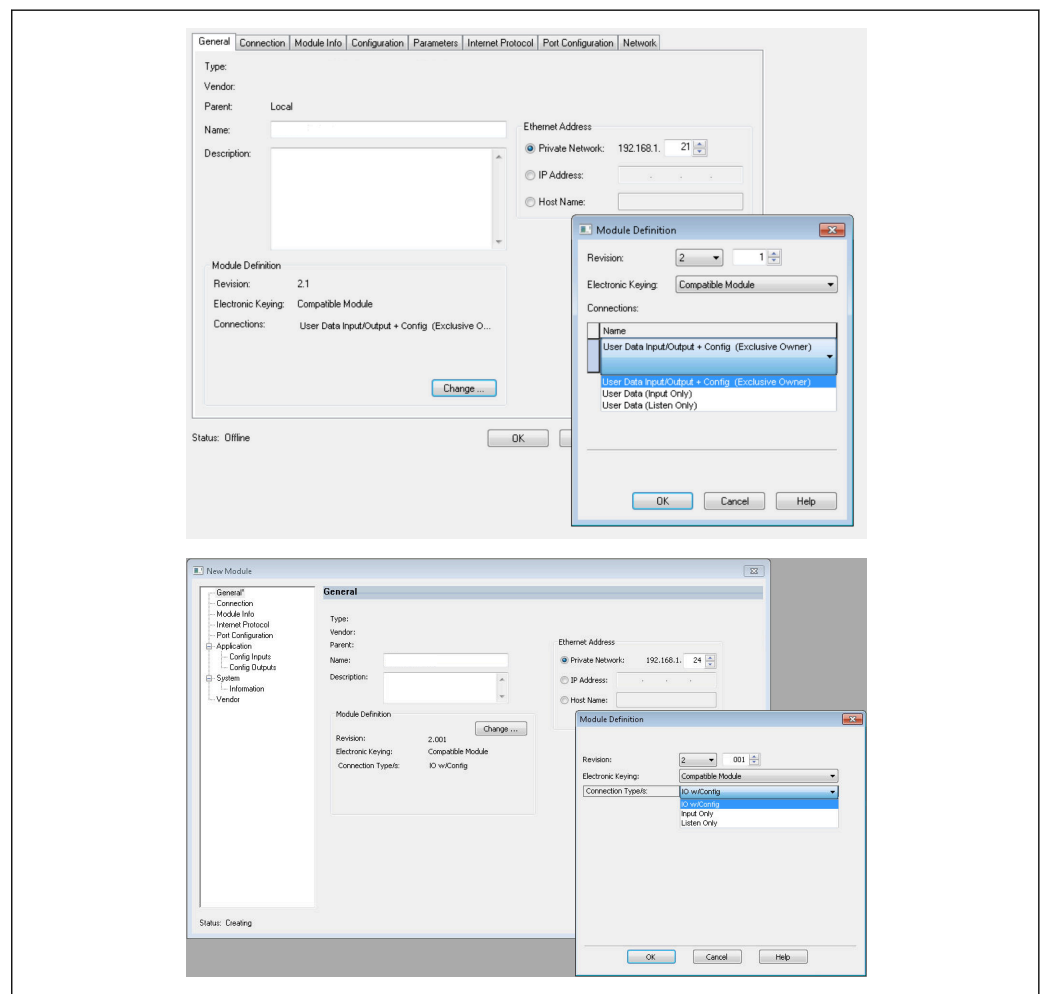 General Connection Module Info Configuration Parameters Internet Protocol Port Configuration Network
Type:
Vendor:
Parent: Local
Name:
Description:
Ethernet Address
Private Network: 192.168.1. 21
IP Address:
Host Name:
Module Definition
Revision: 2.1
Electronic Keying: Compatible Module
Connections: User Data Input/Output + Config (Exclusive O...
Change ...
Status: Offline
OK
Module Definition
Revision: 2 1
Electronic Keying: Compatible Module
Connections:
Name
User Data Input/Output + Config (Exclusive Owner)
User Data Input/Output + Config (Exclusive Owner)
User Data (Input Only)
User Data (Listen Only)
OK Cancel Help
New Module
General*
Connection
Module Info
Internet Protocol
Port Configuration
Application
Config Inputs
Config Outputs
System
Information
Vendor
General
Type:
Vendor:
Parent:
Name:
Description:
Ethernet Address
Private Network: 192.168.1. 24
IP Address:
Host Name:
Module Definition
Change ...
Revision: 2.001
Electronic Keying: Compatible Module
Connection Type/s: IO w/Config
Status: Creating
Module Definition
Revision: 2 001
Electronic Keying: Compatible Module
Connection Type/s: IO w/Config
IO w/Config
Input Only
Listen Only
OK Cancel Help